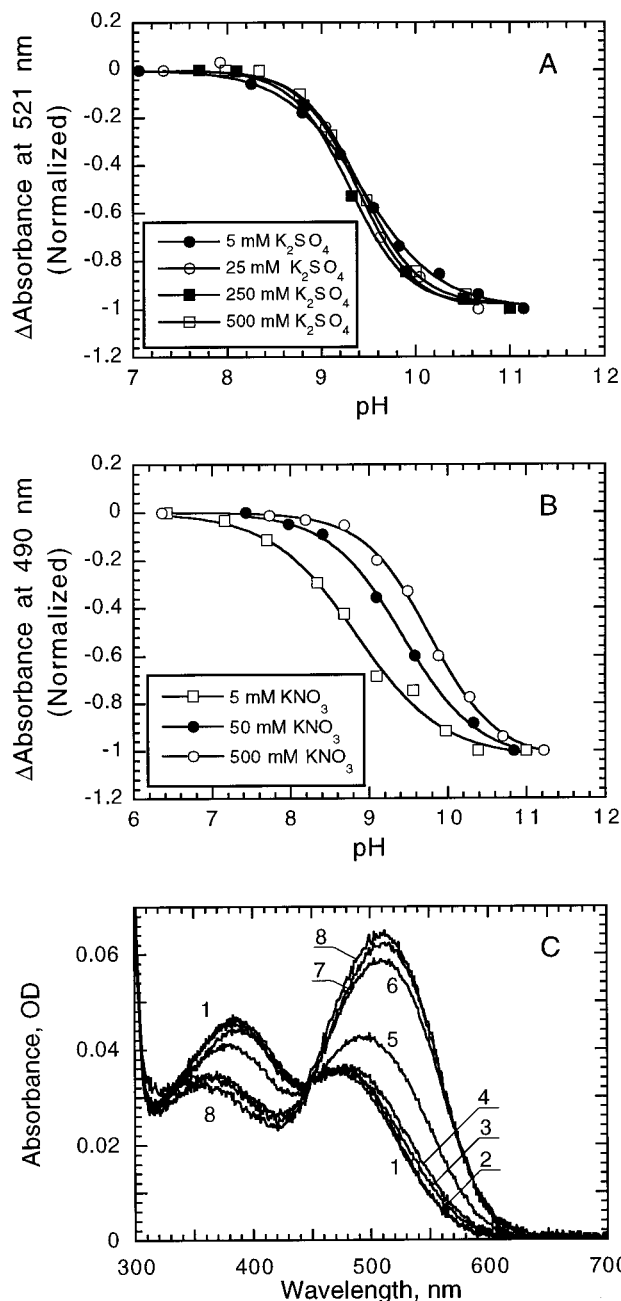 A
ΔAbsorbance at 521 nm
(Normalized)
0.2
0
-0.2
-0.4
-0.6
-0.8
-1
-1.2
5 mM K2SO4
25 mM K2SO4
250 mM K2SO4
500 mM K2SO4
7 8 9 10 11 12
pH
B
ΔAbsorbance at 490 nm
(Normalized)
0.2
0
-0.2
-0.4
-0.6
-0.8
-1
-1.2
5 mM KNO3
50 mM KNO3
500 mM KNO3
6 7 8 9 10 11 12
pH
C
Absorbance, OD
0.06
0.04
0.02
0
1
8
8
7
6
5
4
3
2
1
300 400 500 600 700
Wavelength, nm